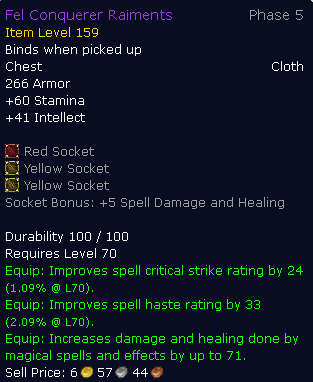 Fel Conquerer Raiments Phase 5
Item Level 159
Binds when picked up
Chest Cloth
266 Armor
+60 Stamina
+41 Intellect
Red Socket
Yellow Socket
Yellow Socket
Socket Bonus: +5 Spell Damage and Healing
Durability 100 / 100
Requires Level 70
Equip: Improves spell critical strike rating by 24
(1.09% @ L70).
Equip: Improves spell haste rating by 33
(2.09% @ L70).
Equip: Increases damage and healing done by
magical spells and effects by up to 71.
Sell Price: 6 57 44